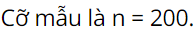 Cỡ mẫu là n = 200.